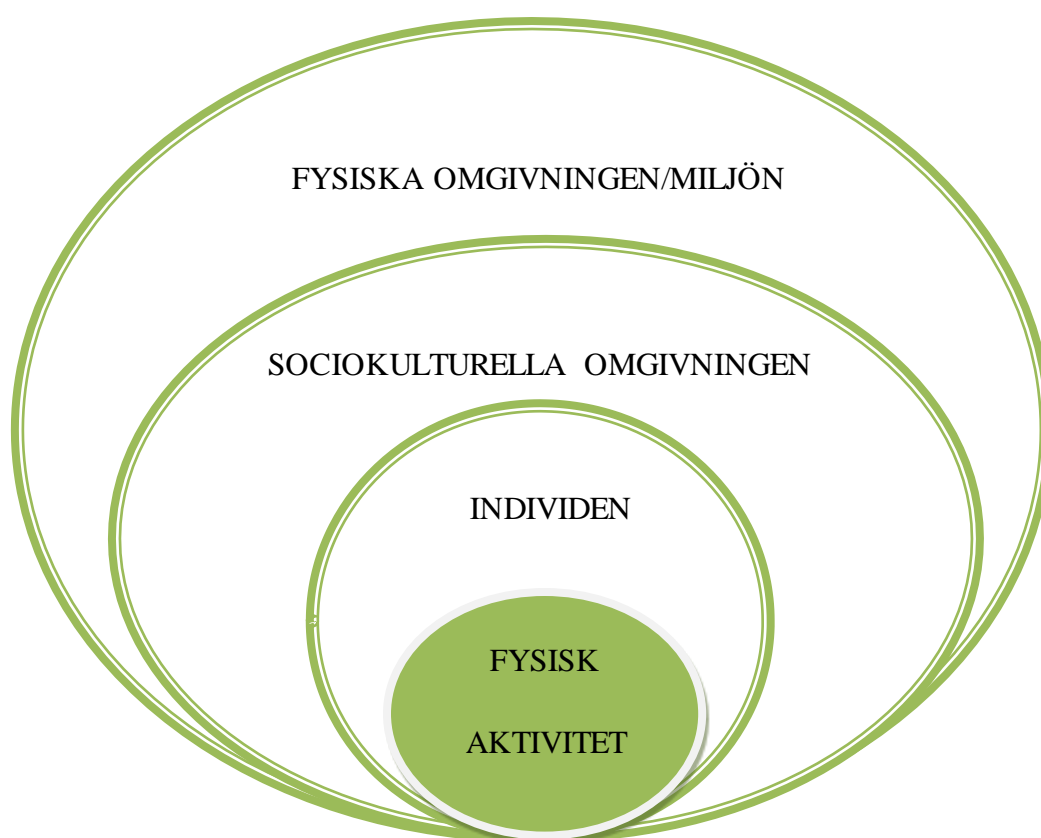 FYSISKA OMGIVNINGEN/MILJÖN
SOCIOKULTURELLA OMGIVNINGEN
INDIVIDEN
FYSISK
AKTIVITET